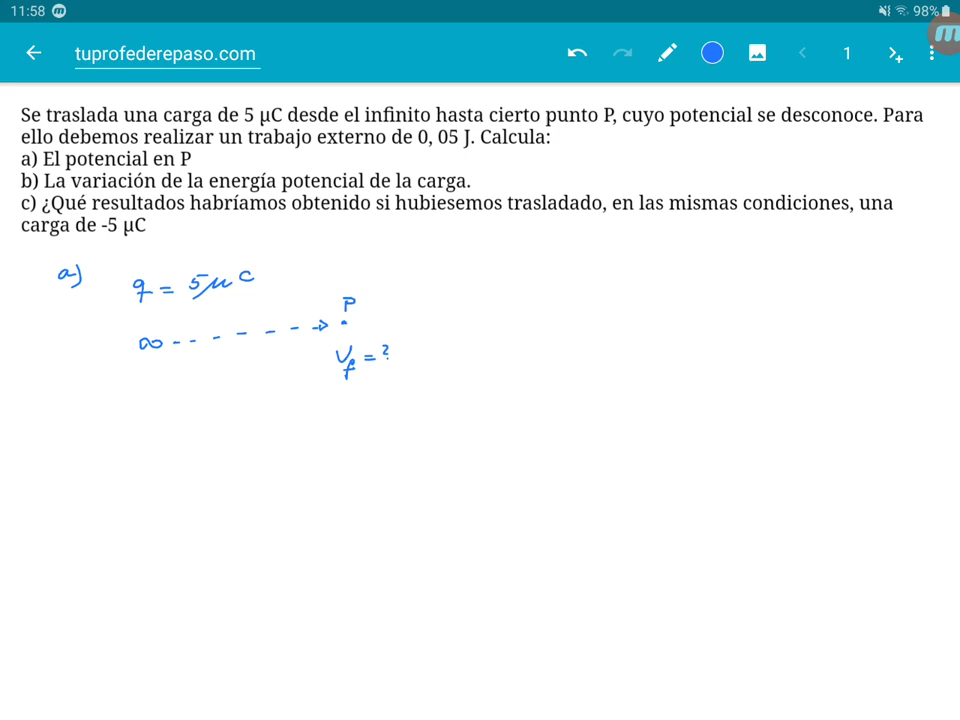 11:58 98%
tuprofederepaso.com 1
Se traslada una carga de 5 µC desde el infinito hasta cierto punto P, cuyo potencial se desconoce. Para
ello debemos realizar un trabajo externo de 0, 05 J. Calcula:
a) El potencial en P
b) La variación de la energía potencial de la carga.
c) ¿Qué resultados habríamos obtenido si hubiesemos trasladado, en las mismas condiciones, una
carga de -5 µC
a) q = 5µC
P
∞ - - - - - ->
V_f = ?